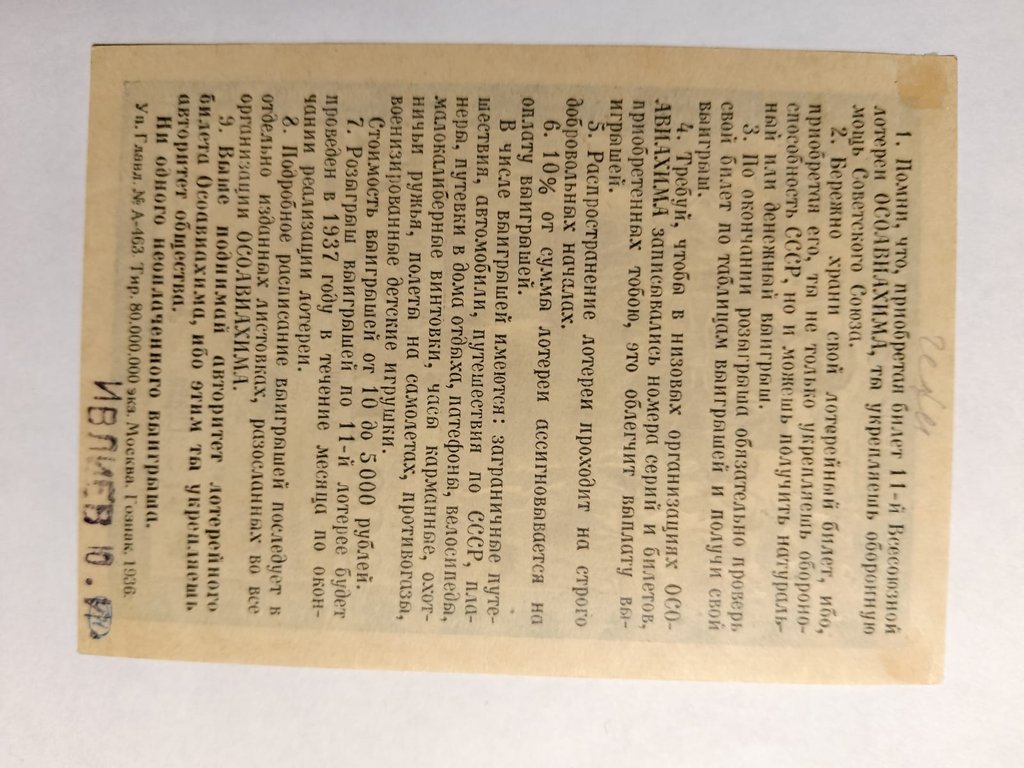 1. Помни, что, приобретая билет 11-й Всесоюзной
лотереи ОСОАВИАХИМА, ты укрепляешь оборонную
мощь Советского Союза.
2. Бережно храни свой лотерейный билет, ибо,
приобретая его, ты не только укрепляешь обороно-
способность СССР, но и можешь получить натураль-
ный или денежный выигрыш.
3. По окончании розыгрыша обязательно проверь
свой билет по таблицам выигрышей и получи свой
выигрыш.
4. Требуй, чтобы в низовых организациях ОСО-
АВИАХИМА записывались номера серий и билетов,
приобретенных тобою, это облегчит выплату вы-
игрышей.
5. Распространение лотереи проходит на строго
добровольных началах.
6. 10% от суммы лотереи ассигновывается на
оплату выигрышей.
В числе выигрышей имеются: заграничные путе-
шествия, автомобили, путешествия по СССР, пла-
неры, путевки в дома отдыха, патефоны, велосипеды,
малокалиберные винтовки, часы карманные, охот-
ничьи ружья, полеты на самолетах, противогазы,
военизированные детские игрушки.
Стоимость выигрышей от 10 до 5000 рублей.
7. Розыгрыш выигрышей по 11-й лотерее будет
проведен в 1937 году в течение месяца по окон-
чании реализации лотереи.
8. Подробное расписание выигрышей последует в
отдельно изданных листовках, разосланных во все
организации ОСОАВИАХИМА.
9. Выше поднимай авторитет лотерейного
билета Осоавиахима, ибо этим ты укрепляешь
авторитет общества.
Ни одного неоплаченного выигрыша.
Уп. Главл. № А-463. Тир. 80.000.000 экз. Москва. Гознак. 1936.
ИВЛИЕВ 10.